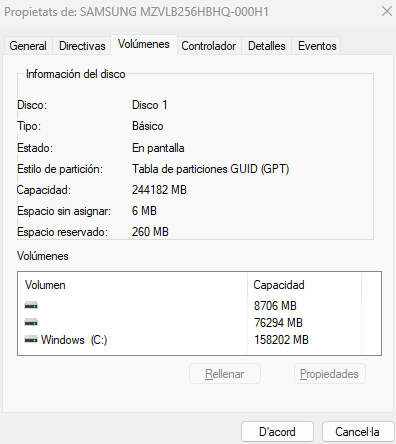 Propietats de: SAMSUNG MZVLB256HBHQ-000H1
General Directivas Volúmenes Controlador Detalles Eventos
Información del disco
Disco: Disco 1
Tipo: Básico
Estado: En pantalla
Estilo de partición: Tabla de particiones GUID (GPT)
Capacidad: 244182 MB
Espacio sin asignar: 6 MB
Espacio reservado: 260 MB
Volúmenes
Volumen Capacidad
8706 MB
76294 MB
Windows (C:) 158202 MB
Rellenar Propiedades
D'acord Cancel·la